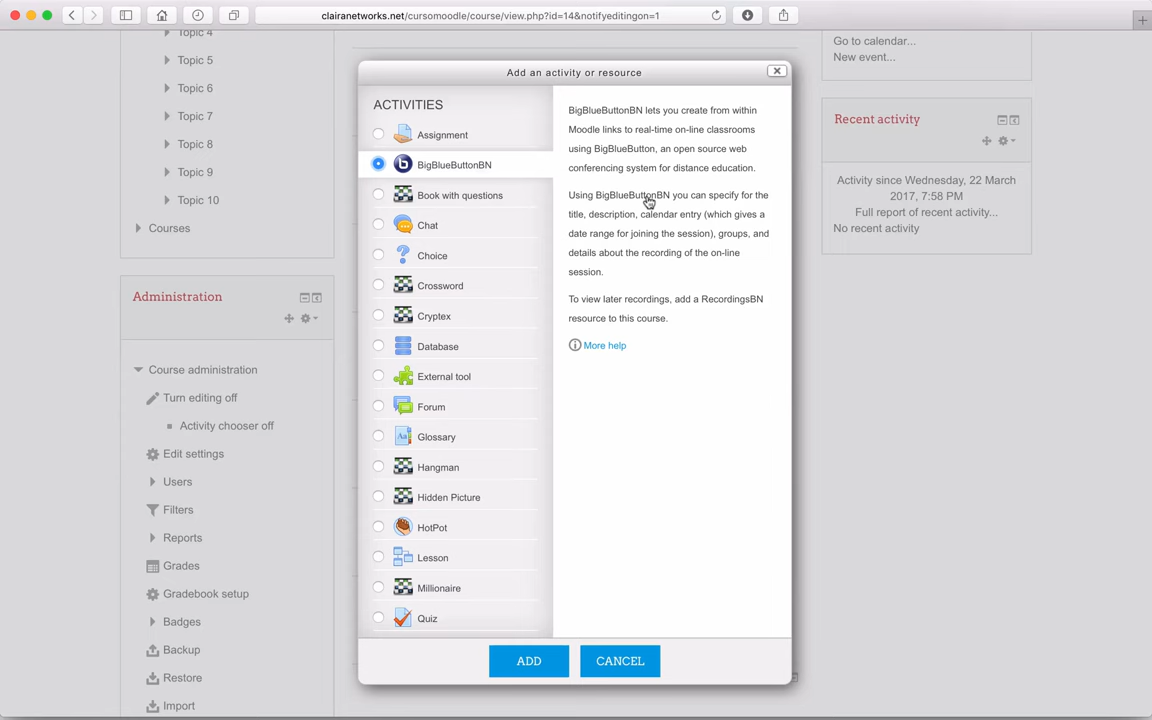 clairanetworks.net/cursomoodle/course/view.php?id=14&notifyeditingon=1
Topic 4
Topic 5
Topic 6
Topic 7
Topic 8
Topic 9
Topic 10
Courses
Administration
Course administration
Turn editing off
Activity chooser off
Edit settings
Users
Filters
Reports
Grades
Gradebook setup
Badges
Backup
Restore
Import
Add an activity or resource
ACTIVITIES
Assignment
BigBlueButtonBN
Book with questions
Chat
Choice
Crossword
Cryptex
Database
External tool
Forum
Glossary
Hangman
Hidden Picture
HotPot
Lesson
Millionaire
Quiz
BigBlueButtonBN lets you create from within
Moodle links to real-time on-line classrooms
using BigBlueButton, an open source web
conferencing system for distance education.
Using BigBlueButtonBN you can specify for the
title, description, calendar entry (which gives a
date range for joining the session), groups, and
details about the recording of the on-line
session.
To view later recordings, add a RecordingsBN
resource to this course.
More help
ADD
CANCEL
Go to calendar...
New event...
Recent activity
Activity since Wednesday, 22 March
2017, 7:58 PM
Full report of recent activity...
No recent activity